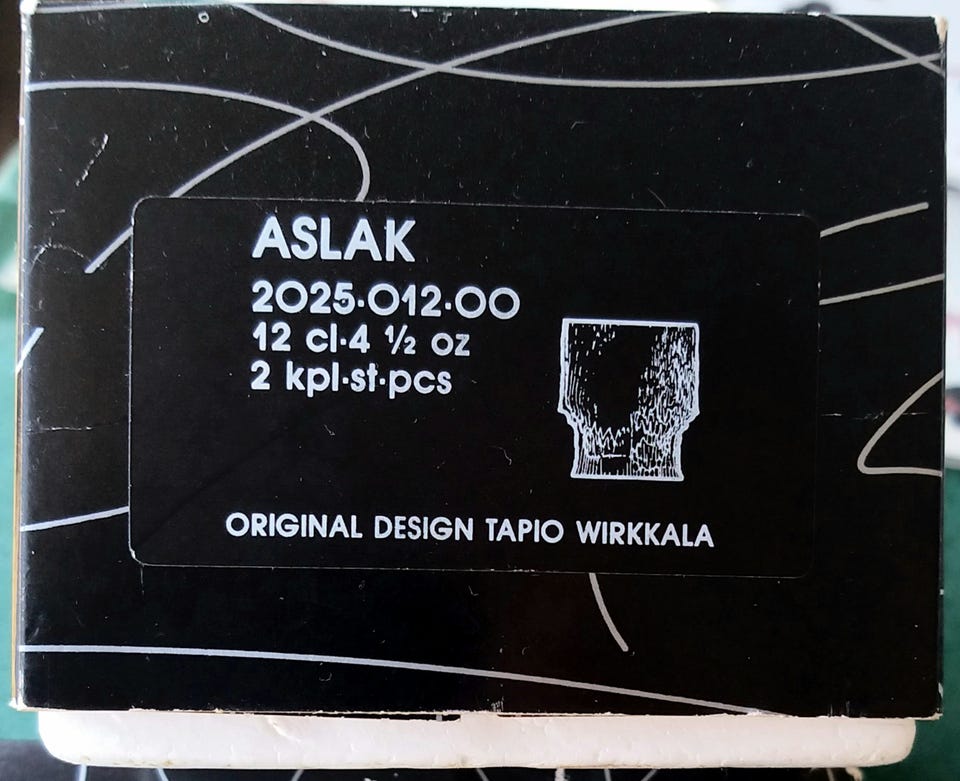 ASLAK
2025·012·00
12 cl·4 ½ oz
2 kpl·st·pcs
ORIGINAL DESIGN TAPIO WIRKKALA